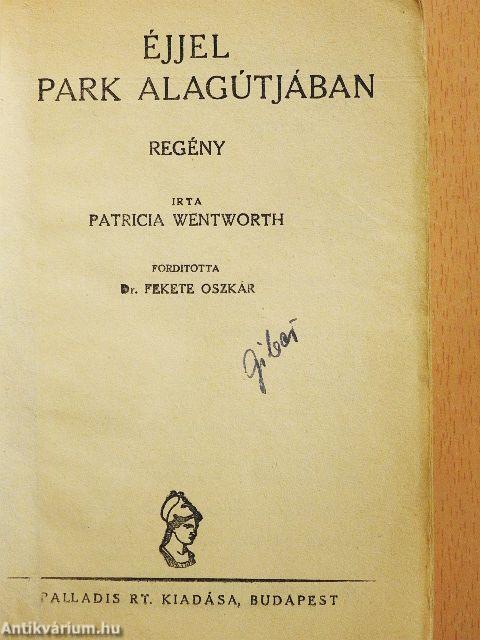 ÉJJEL
PARK ALAGÚTJÁBAN
REGÉNY
IRTA
PATRICIA WENTWORTH
FORDITOTTA
Dr. FEKETE OSZKÁR
PALLADIS RT. KIADÁSA, BUDAPEST
Antikvárium.hu